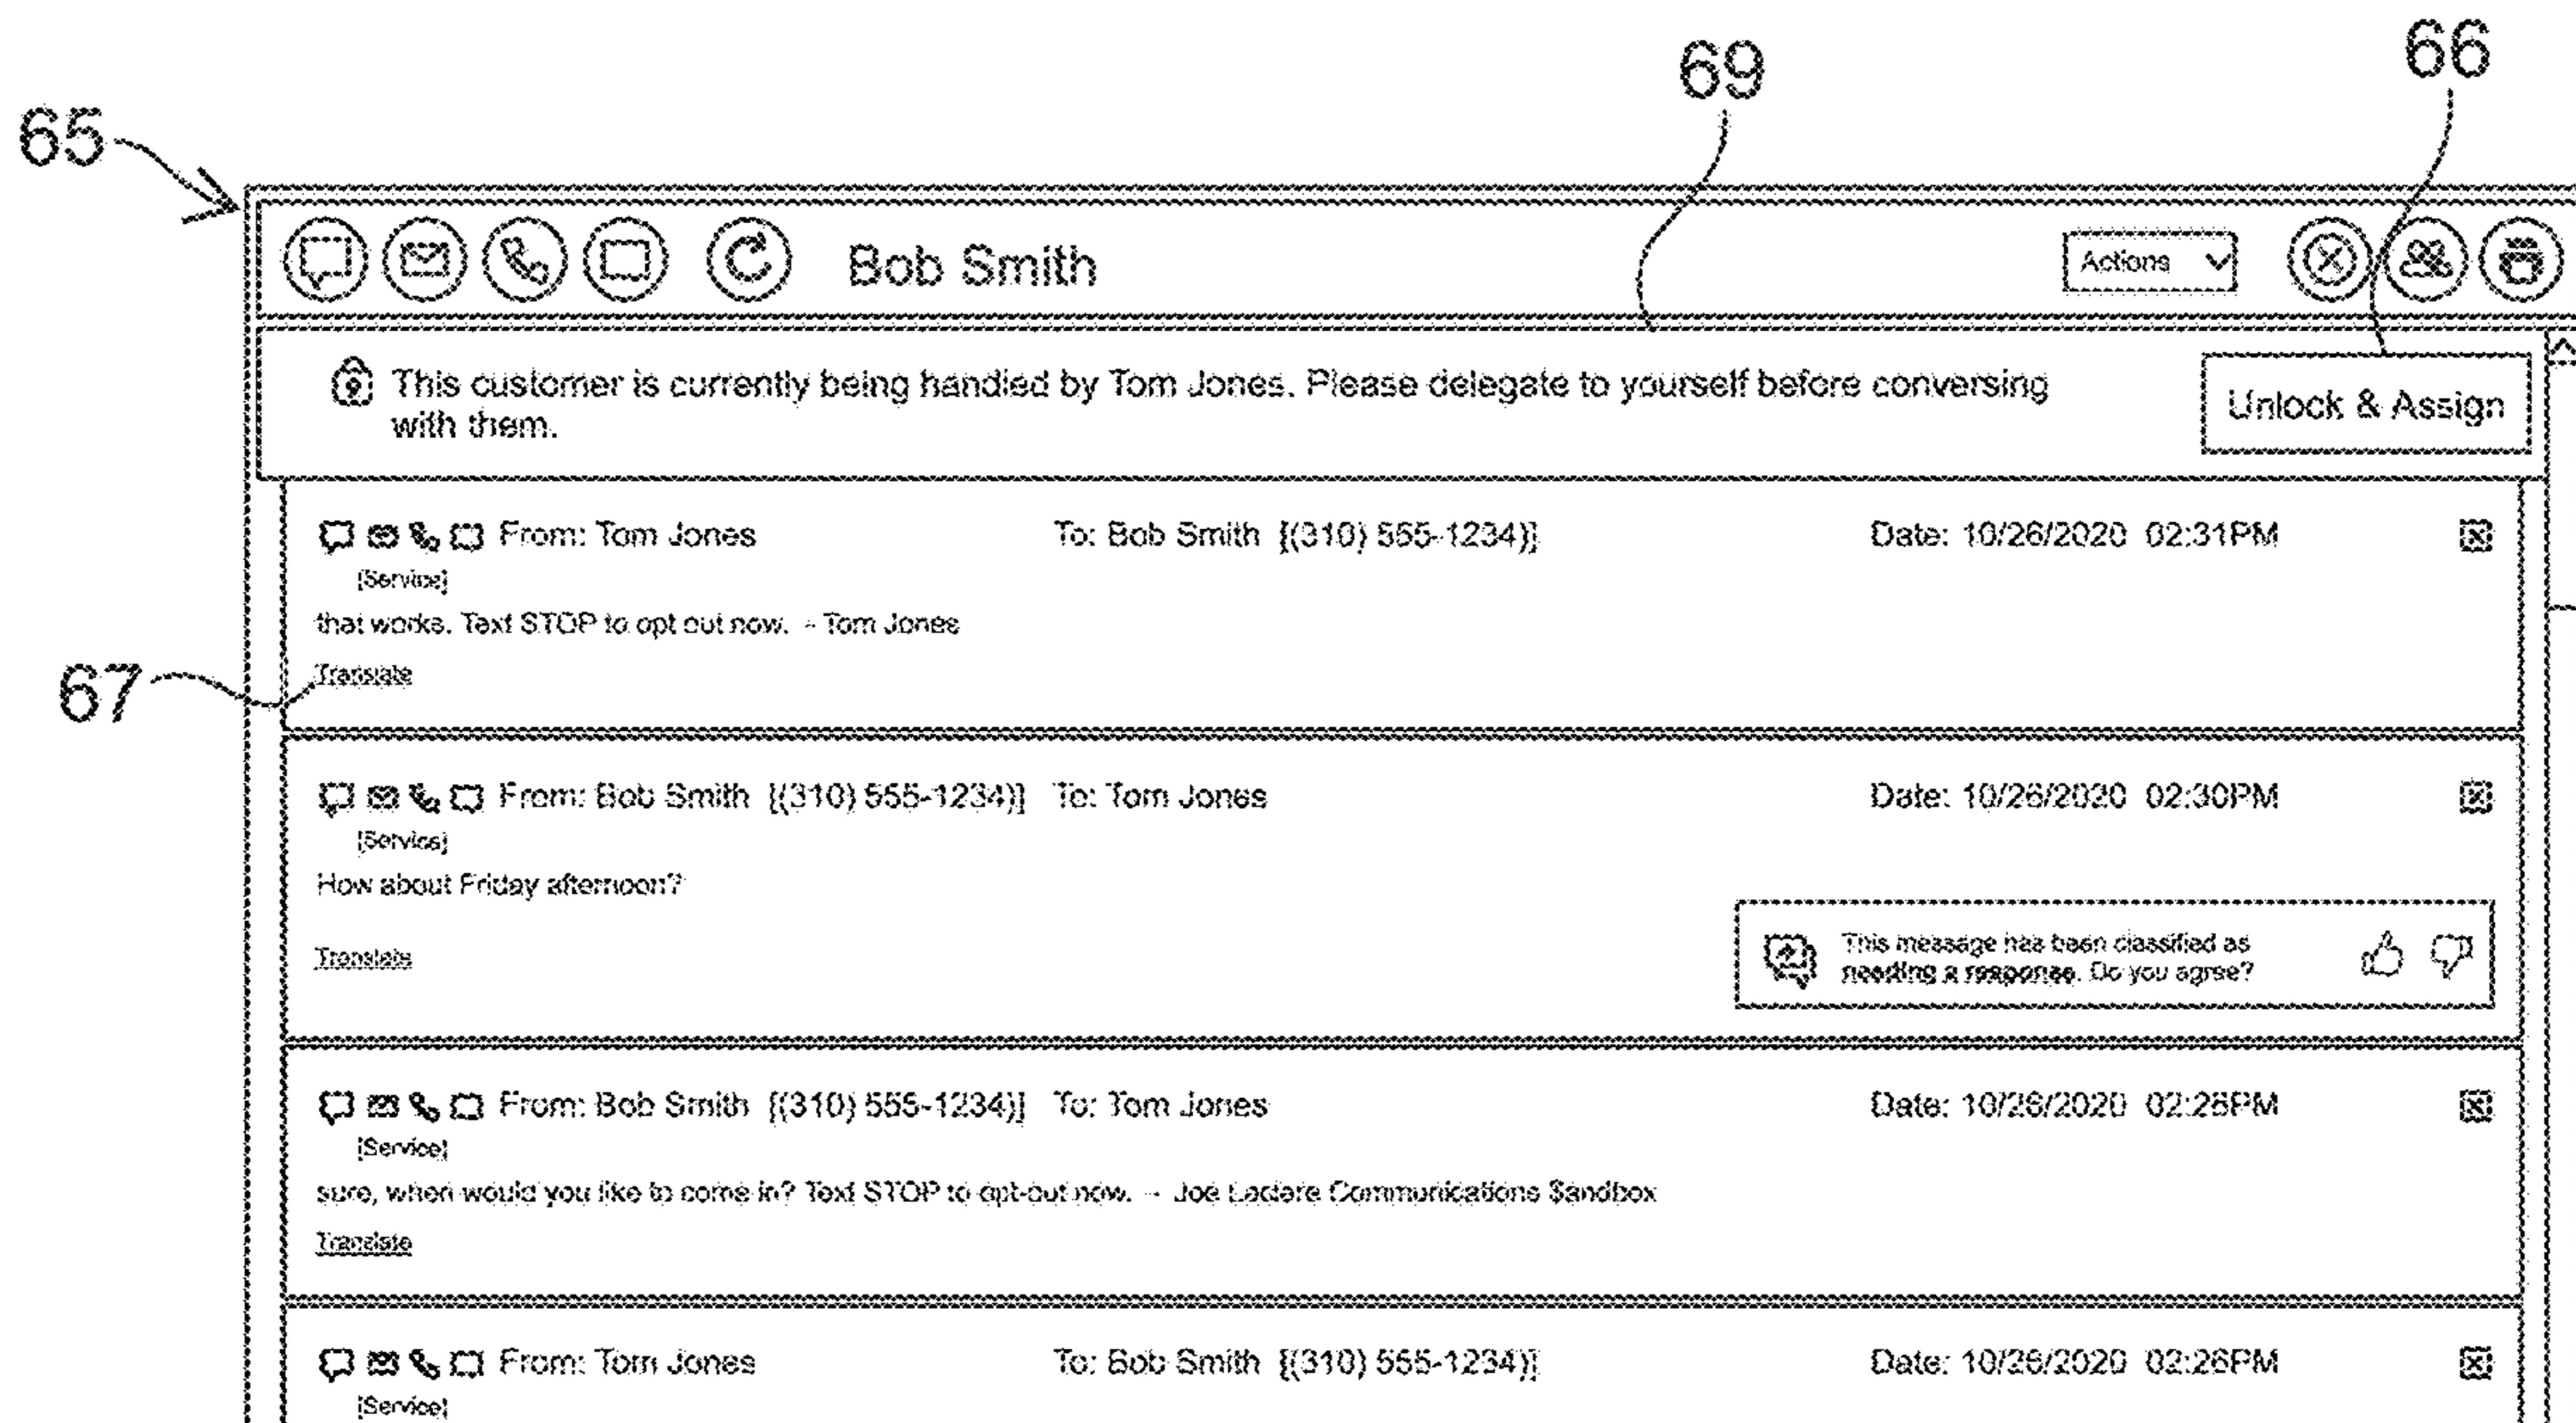 69
66
65
Bob Smith
Actions
This customer is currently being handled by Tom Jones. Please delegate to yourself before conversing
with them.
Unlock & Assign
From: Tom Jones To: Bob Smith [(310) 555-1234)] Date: 10/26/2020 02:31PM
[Service]
that works. Text STOP to opt out now. - Tom Jones
Translate
67
From: Bob Smith [(310) 555-1234)] To: Tom Jones Date: 10/26/2020 02:30PM
[Service]
How about Friday afternoon?
This message has been classified as
needing a response. Do you agree?
Translate
From: Bob Smith [(310) 555-1234)] To: Tom Jones Date: 10/26/2020
[Service]
sure, when would you like to come in? Text STOP to opt-out now. - Joe Communications Sandbox
Translate
From: Tom Jones To: Bob Smith [(310) 555-1234)] Date: 10/26/2020
[Service]